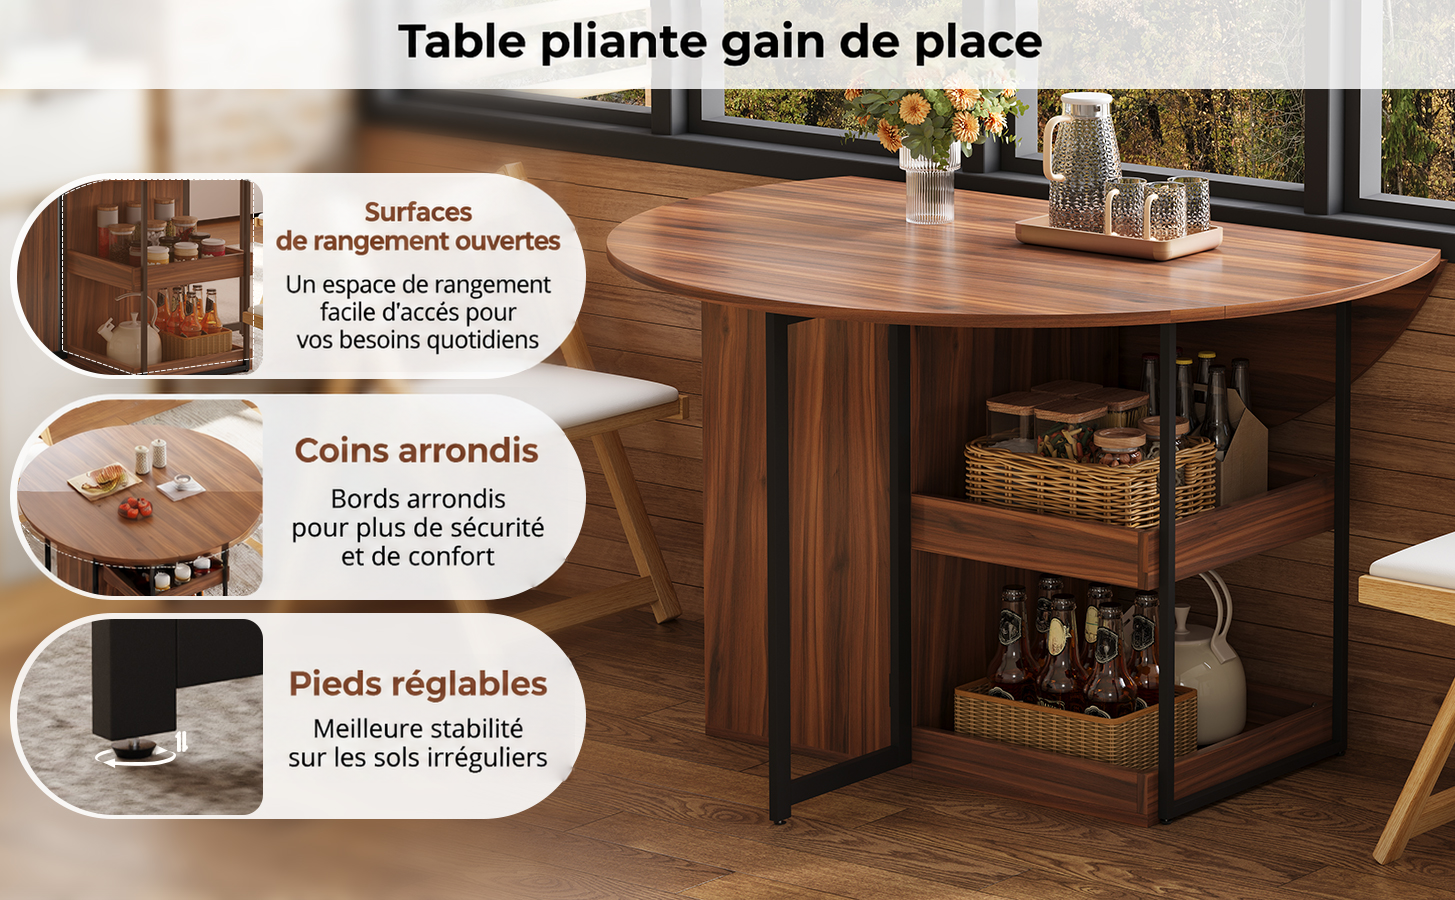 Table pliante gain de place
Surfaces
de rangement ouvertes
Un espace de rangement
facile d'accés pour
vos besoins quotidiens
Coins arrondis
Bords arrondis
pour plus de sécurité
et de confort
Pieds réglables
Meilleure stabilité
sur les sols irréguliers